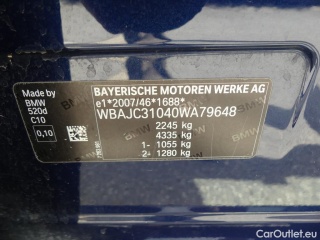 Made by
BMW
520d
C10
0,10
BAYERISCHE MOTOREN WERKE AG
e1*2007/46*1688*
WBAJC31040WA79648
2245 kg
4335 kg
1- 1055 kg
2- 1280 kg
CarOutlet.eu